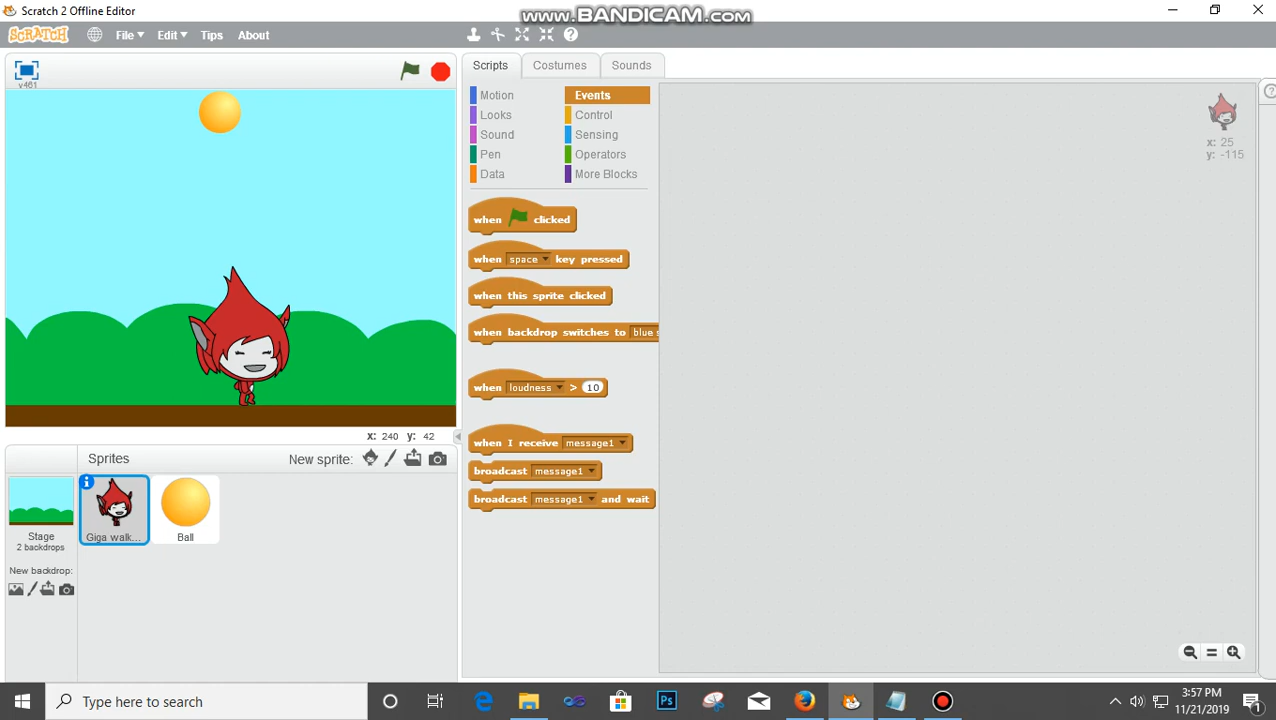 Scratch 2 Offline Editor
www.BANDICAM.com
SCRATCH File Edit Tips About
v461
Scripts Costumes Sounds
Motion Events
Looks Control
Sound Sensing
Pen Operators
Data More Blocks
when clicked
when space key pressed
when this sprite clicked
when backdrop switches to blue s
when loudness > 10
when I receive message1
broadcast message1
broadcast message1 and wait
x: 25
y: -115
x: 240 y: 42
Sprites New sprite:
Stage
2 backdrops
New backdrop:
Giga walk...
Ball
Type here to search
3:57 PM
11/21/2019
1